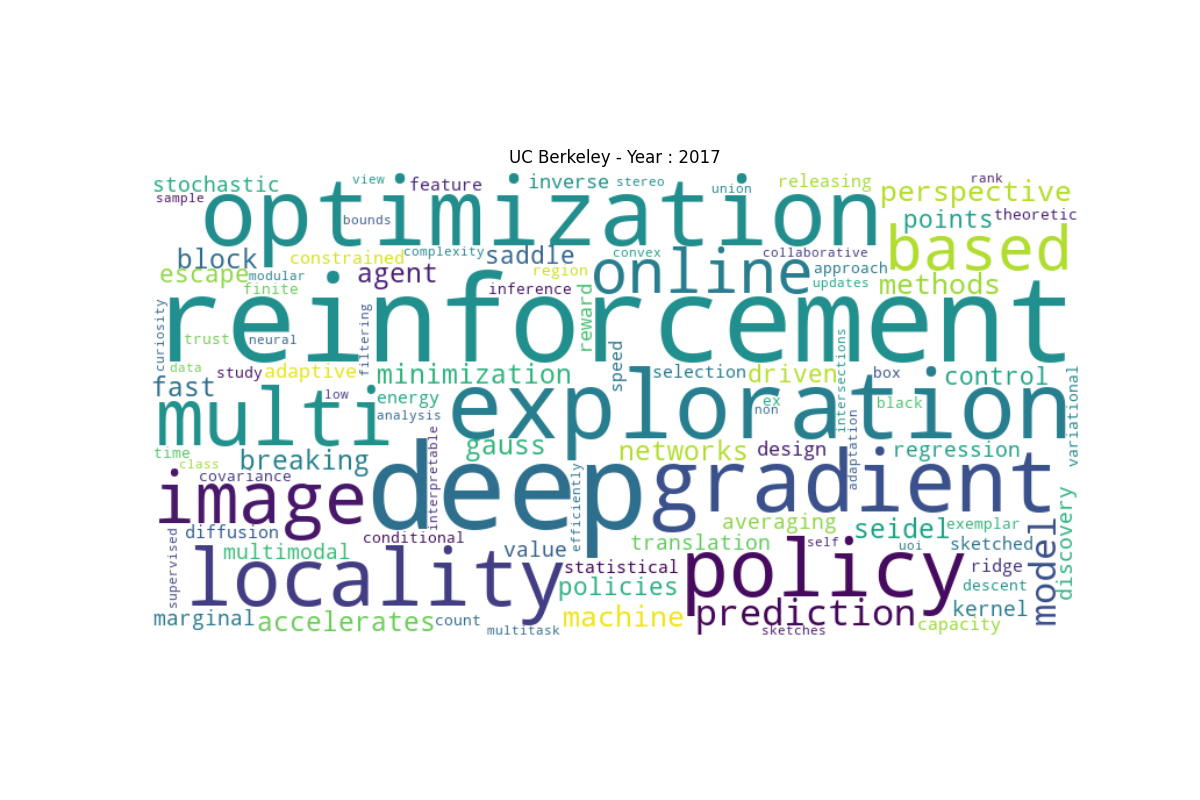 UC Berkeley - Year : 2017
stochastic
view
feature
inverse
stereo
union
releasing
rank
perspective
sample
optimization
bounds
points
theoretic
block
constrained
complexity
saddle
convex
collaborative
based
escape
modular
agent
region
online
approach
methods
finite
inference
updates
reinforcement
reward
curiosity
trust
neural
filtering
speed
intersections
data
study
adaptive
minimization
selection
driven
box
control
fast
low
energy
exploration
ex
non
black
variational
multi
analysis
time
class
breaking
gauss
networks
design
adaptation
regression
covariance
interpretable
deep
efficiently
gradient
image
discovery
diffusion
conditional
averaging
seidel
exemplar
supervised
multimodal
value
translation
self
uoi
sketched
model
locality
statistical
policy
ridge
policies
descent
marginal
accelerates
count
multitask
machine
prediction
sketches
kernel
capacity